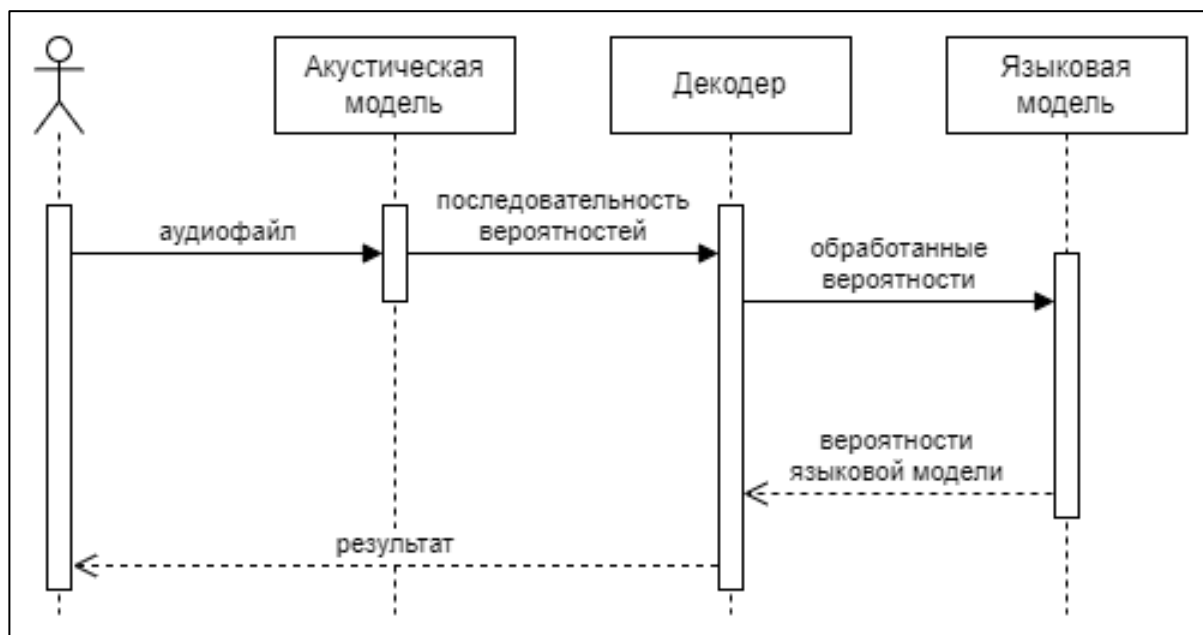 Акустическая
модель
Декодер
Языковая
модель
аудиофайл
последовательность
вероятностей
обработанные
вероятности
вероятности
языковой модели
результат